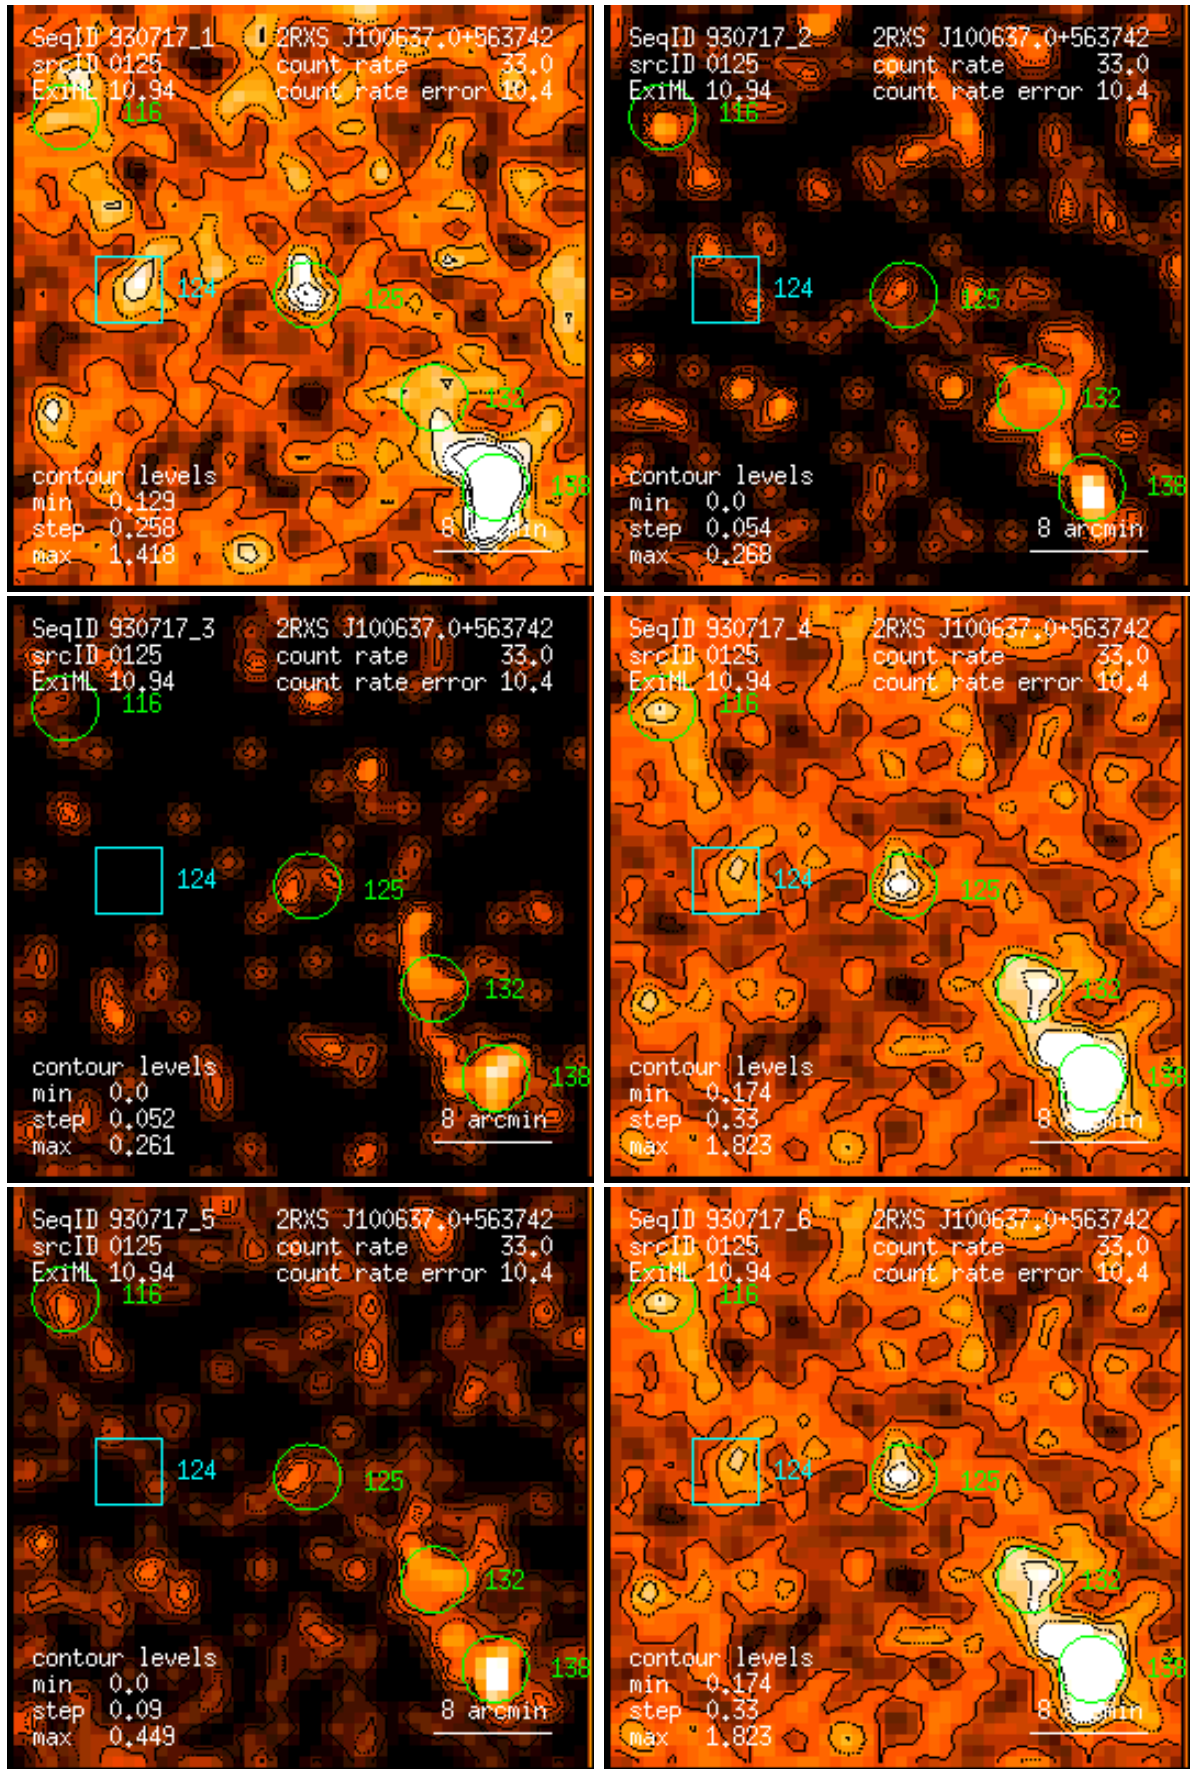 SeqID 930717_1 2RXS J100637.0+563742
srcID 0125 count rate 33.0
ExiML 10.94 count rate error 10.4
116
124
125
132
138
contour levels
min 0.129
step 0.258
max 1.418
8 arcmin
SeqID 930717_2 2RXS J100637.0+563742
srcID 0125 count rate 33.0
ExiML 10.94 count rate error 10.4
116
124
125
132
138
contour levels
min 0.0
step 0.054
max 0.268
8 arcmin
SeqID 930717_3 2RXS J100637.0+563742
srcID 0125 count rate 33.0
ExiML 10.94 count rate error 10.4
116
124
125
132
138
contour levels
min 0.0
step 0.052
max 0.261
8 arcmin
SeqID 930717_4 2RXS J100637.0+563742
srcID 0125 count rate 33.0
ExiML 10.94 count rate error 10.4
116
124
125
132
138
contour levels
min 0.174
step 0.33
max 1.823
8 arcmin
SeqID 930717_5 2RXS J100637.0+563742
srcID 0125 count rate 33.0
ExiML 10.94 count rate error 10.4
116
124
125
132
138
contour levels
min 0.0
step 0.09
max 0.449
8 arcmin
SeqID 930717_6 2RXS J100637.0+563742
srcID 0125 count rate 33.0
ExiML 10.94 count rate error 10.4
116
124
125
132
138
contour levels
min 0.174
step 0.33
max 1.823
8 arcmin